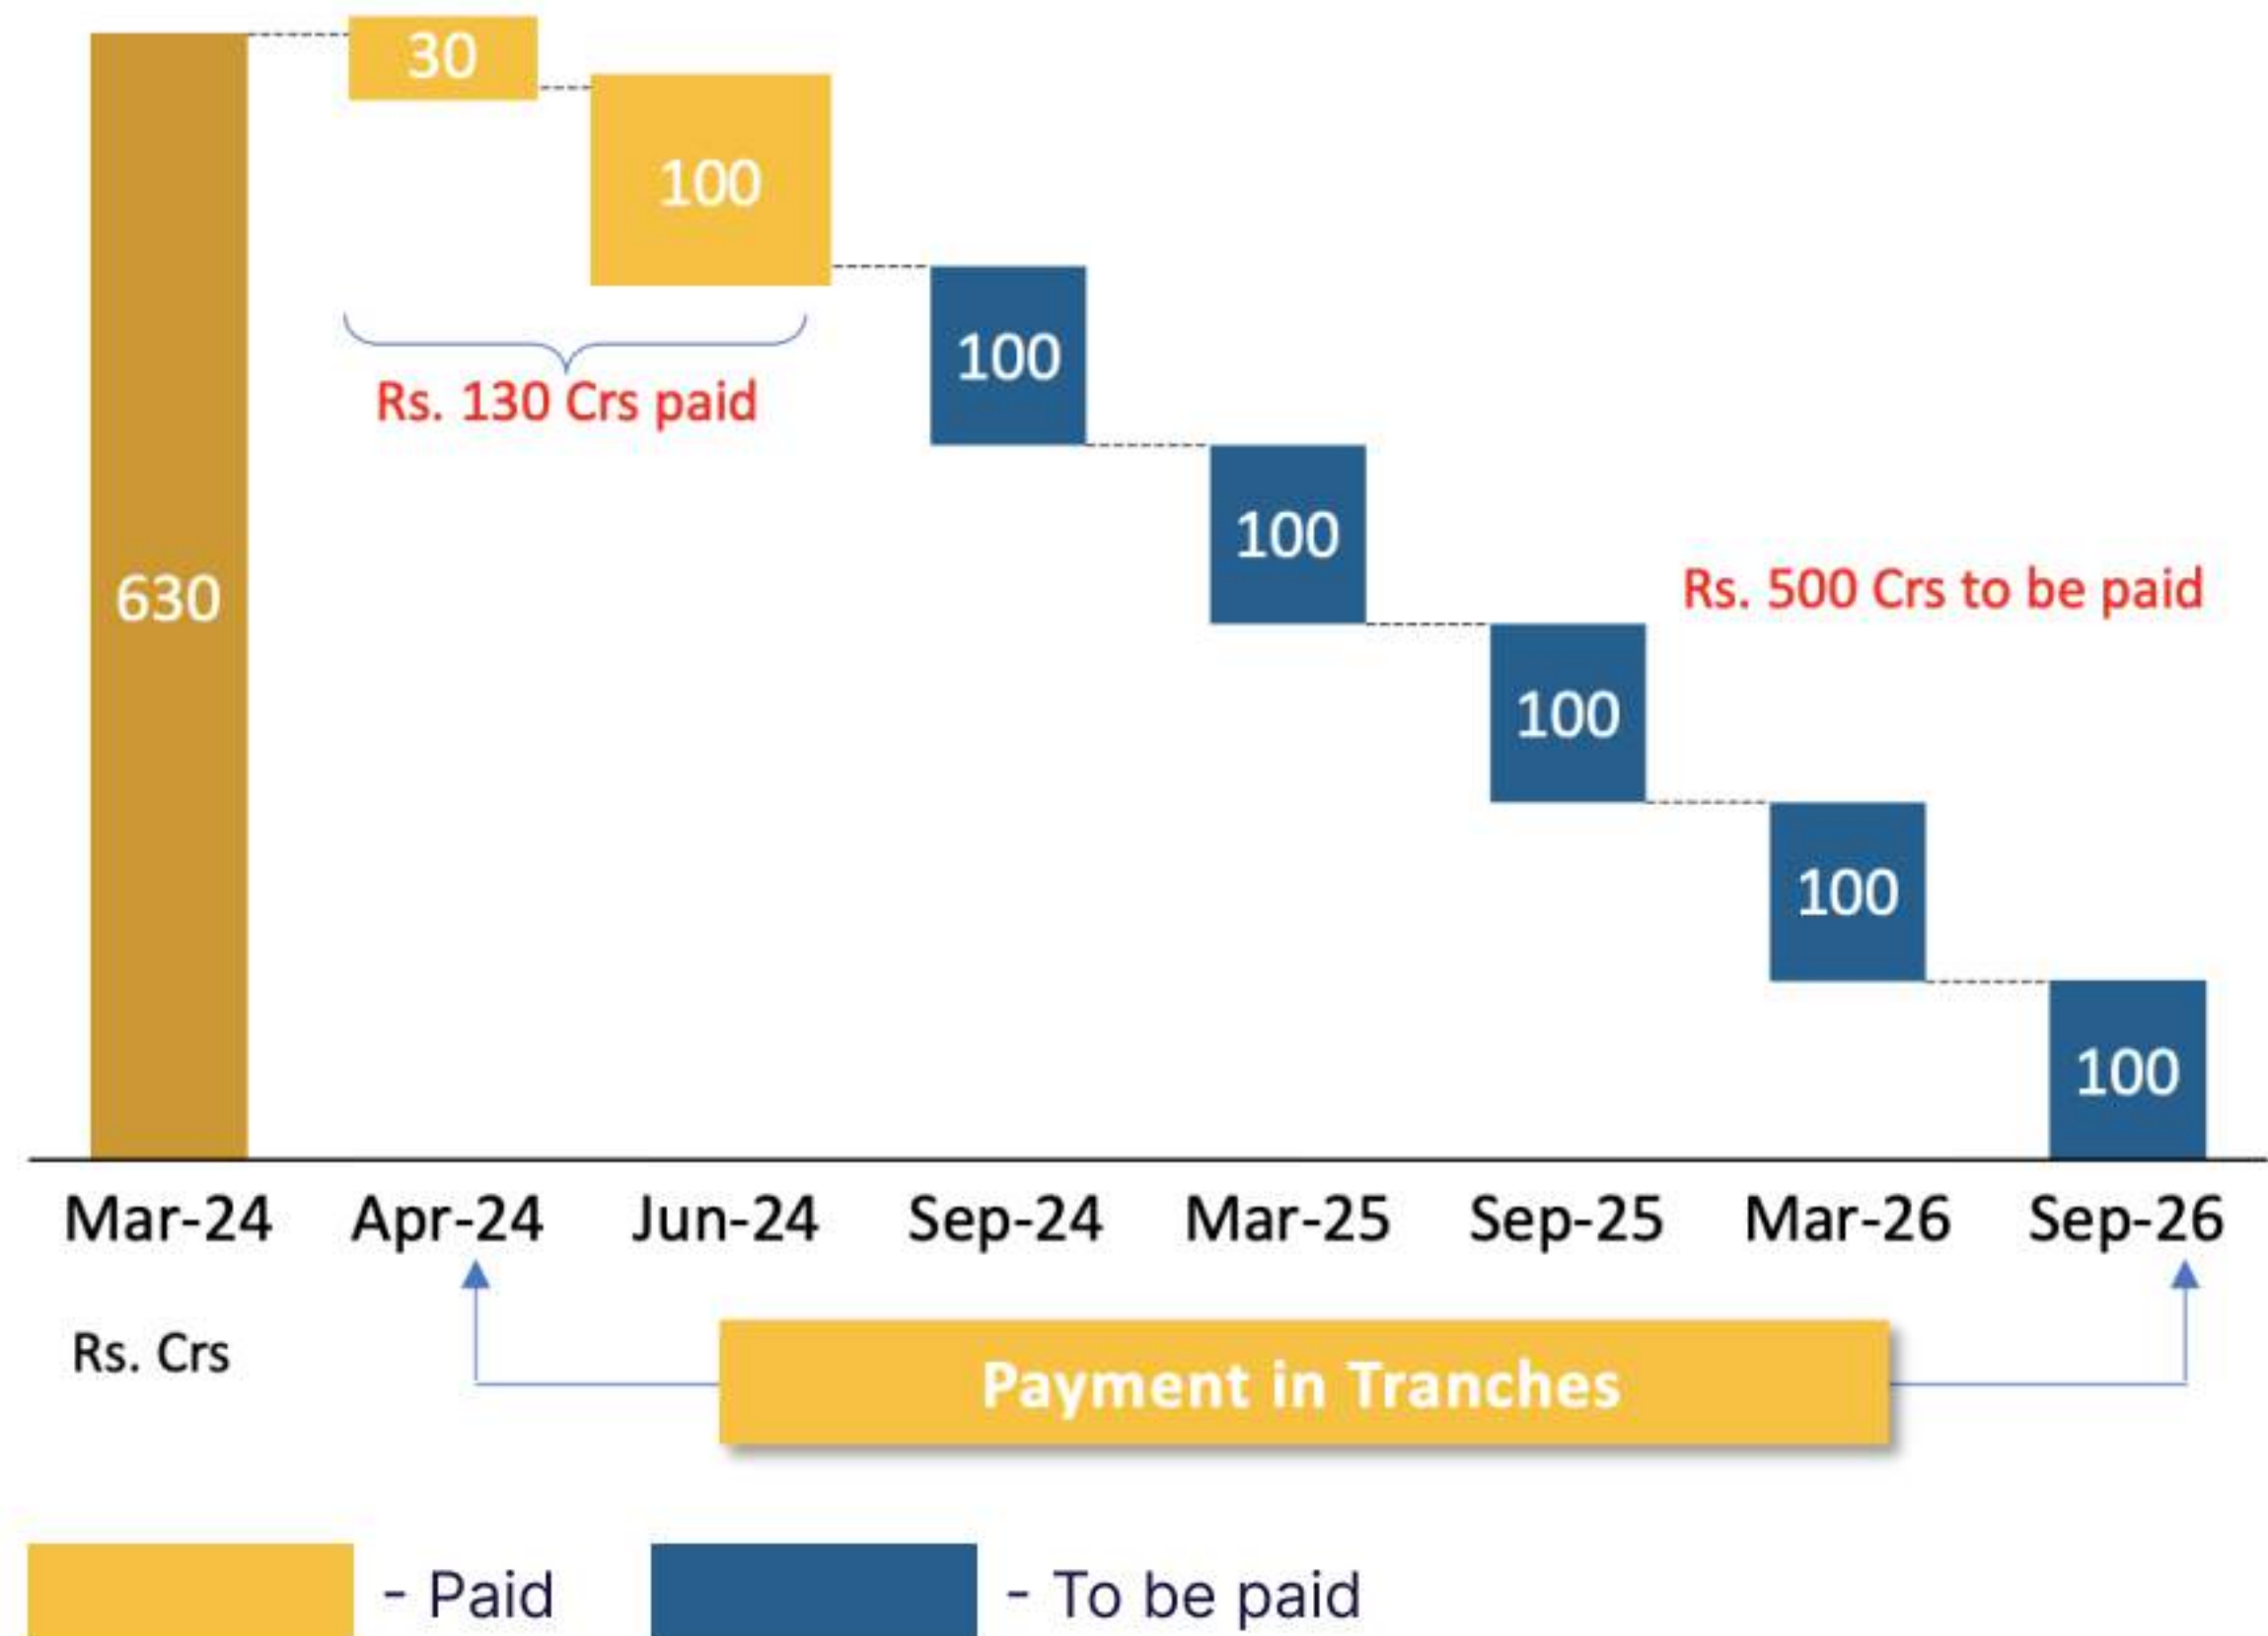 30
100
Rs. 130 Crs paid
100
100
630
Rs. 500 Crs to be paid
100
100
100
Mar-24 Apr-24 Jun-24 Sep-24 Mar-25 Sep-25 Mar-26 Sep-26
Rs. Crs
Payment in Tranches
- Paid - To be paid